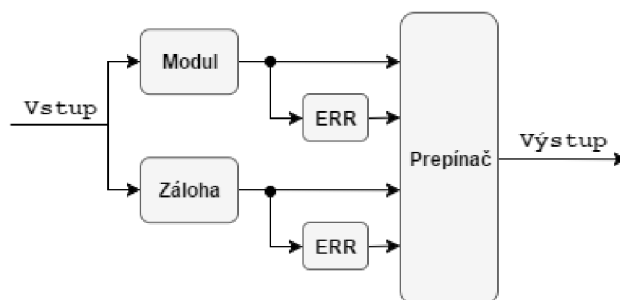 Modul
Vstup
ERR
Výstup
Prepínač
Záloha
ERR